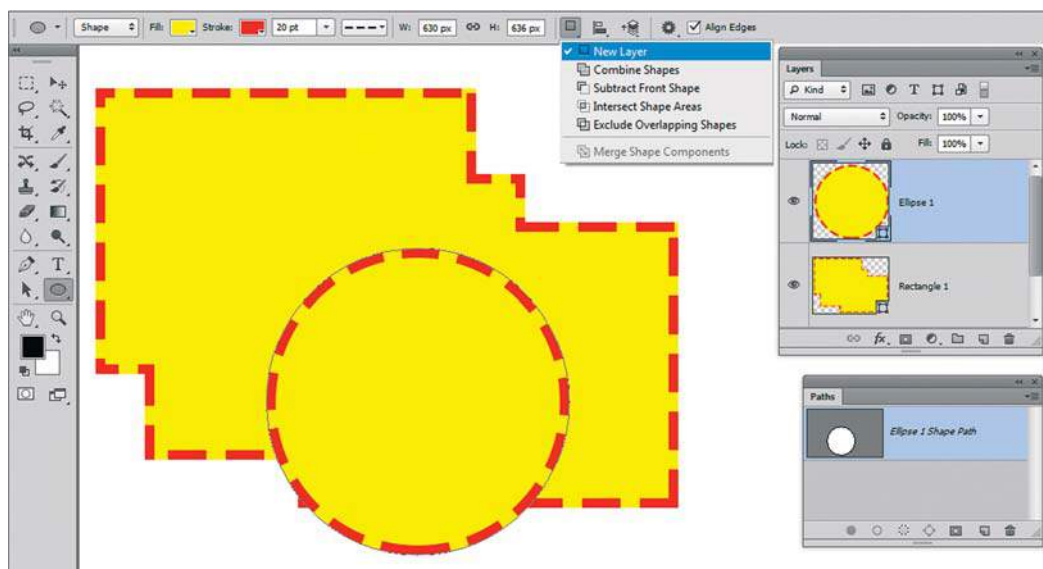 Shape Fill: Stroke: 20 pt W: 630 px H: 636 px Align Edges
New Layer
Combine Shapes
Subtract Front Shape
Intersect Shape Areas
Exclude Overlapping Shapes
Merge Shape Components
Layers
Kind
Normal Opacity: 100%
Lock: Fill: 100%
Ellipse 1
Rectangle 1
fx
Paths
Ellipse 1 Shape Path